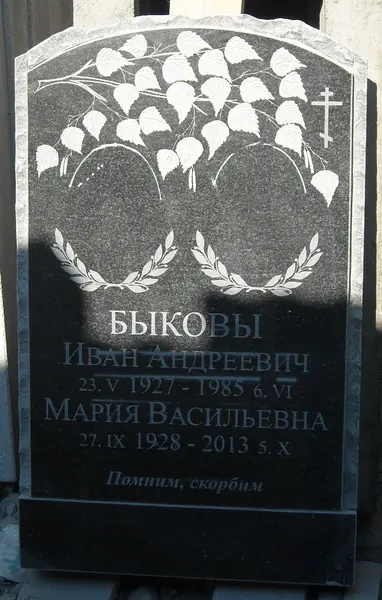 БЫКОВЫ
Иван Андреевич
23. V 1927 - 1985 6. VI
Мария Васильевна
27. IX 1928 - 2013 5. X
Помним, скорбим